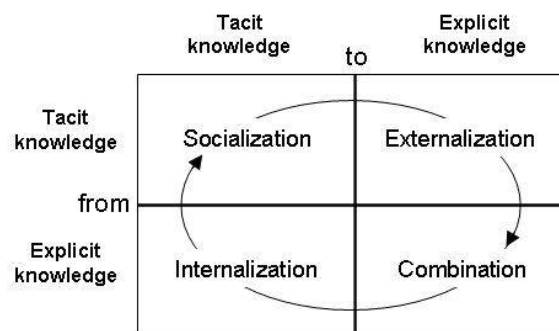 Tacit
knowledge
to
Explicit
knowledge
Tacit
knowledge
Socialization
Externalization
from
Explicit
knowledge
Internalization
Combination